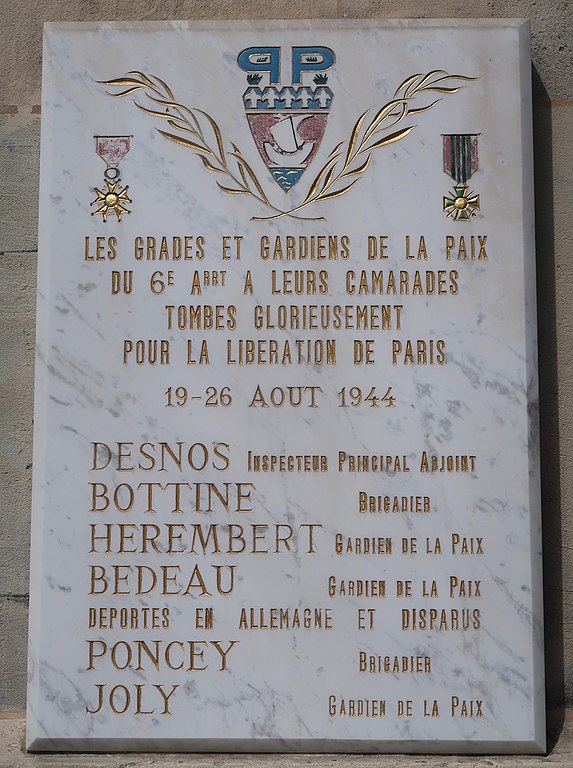 PP
LES GRADES ET GARDIENS DE LA PAIX
DU 6E ARRT A LEURS CAMARADES
TOMBES GLORIEUSEMENT
POUR LA LIBERATION DE PARIS
19-26 AOUT 1944
DESNOS INSPECTEUR PRINCIPAL ADJOINT
BOTTINE BRIGADIER
HEREMBERT GARDIEN DE LA PAIX
BEDEAU GARDIEN DE LA PAIX
DEPORTES EN ALLEMAGNE ET DISPARUS
PONCEY BRIGADIER
JOLY GARDIEN DE LA PAIX